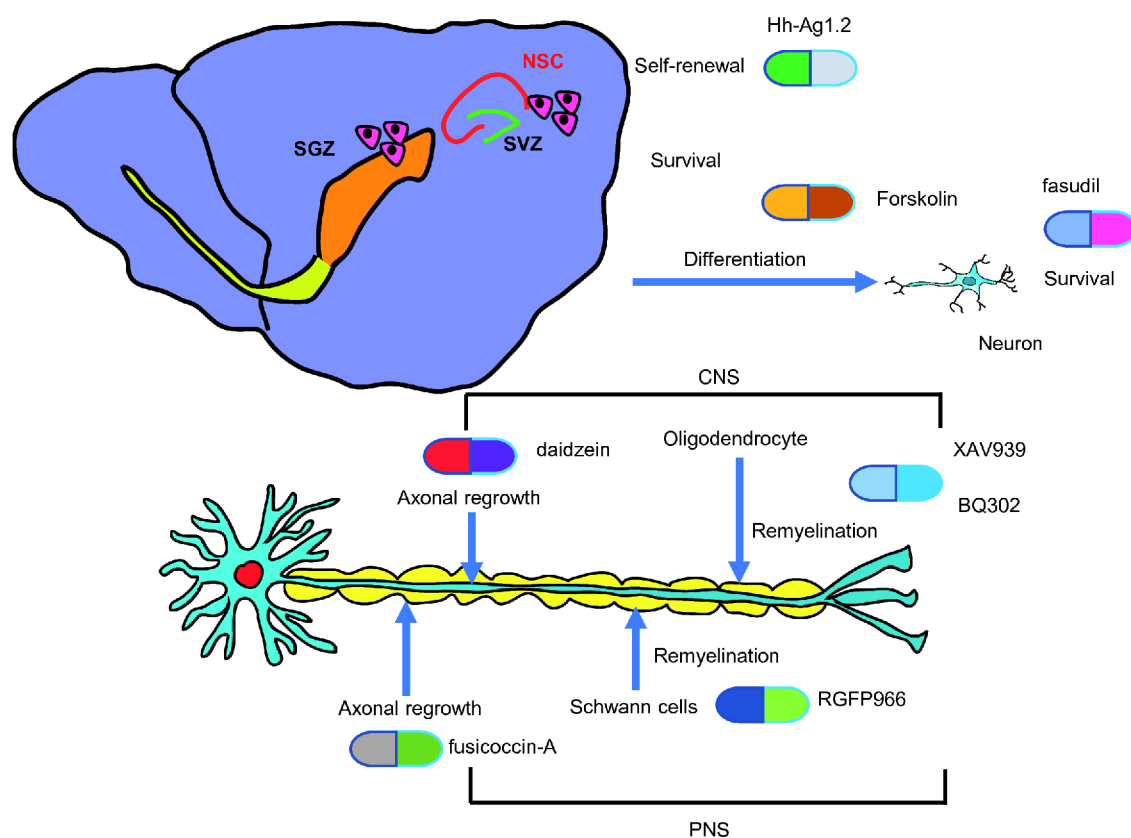 Hh-Ag1.2
Self-renewal
NSC
SGZ
SVZ
Survival
Forskolin
fasudil
Differentiation
Survival
Neuron
CNS
daidzein
Oligodendrocyte
XAV939
Axonal regrowth
BQ302
Remyelination
Remyelination
Axonal regrowth
Schwann cells
RGFP966
fusicoccin-A
PNS